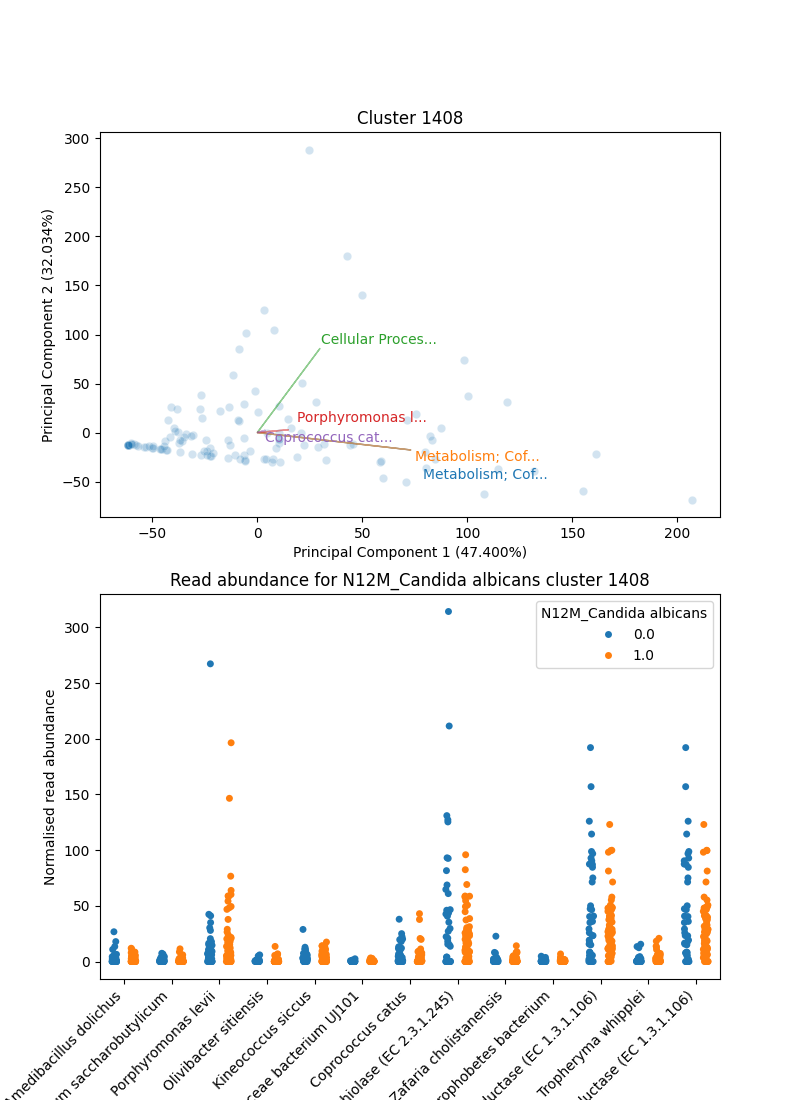 Cluster 1408
300
250
200
150
100
50
0
−50
Principal Component 2 (32.034%)
Cellular Proces...
Porphyromonas l...
Coprococcus cat...
Metabolism; Cof...
Metabolism; Cof...
−50 0 50 100 150 200
Principal Component 1 (47.400%)
Read abundance for N12M_Candida albicans cluster 1408
N12M_Candida albicans
0.0
1.0
300
250
200
150
100
50
0
Normalised read abundance
Amedibacillus dolichus
um saccharobutylicum
Porphyromonas levii
Olivibacter sitiensis
Kineococcus siccus
ceae bacterium UJ101
Coprococcus catus
hiolase (EC 2.3.1.245)
Zafaria cholistanensis
rophobetes bacterium
ductase (EC 1.3.1.106)
Tropheryma whipplei
ductase (EC 1.3.1.106)